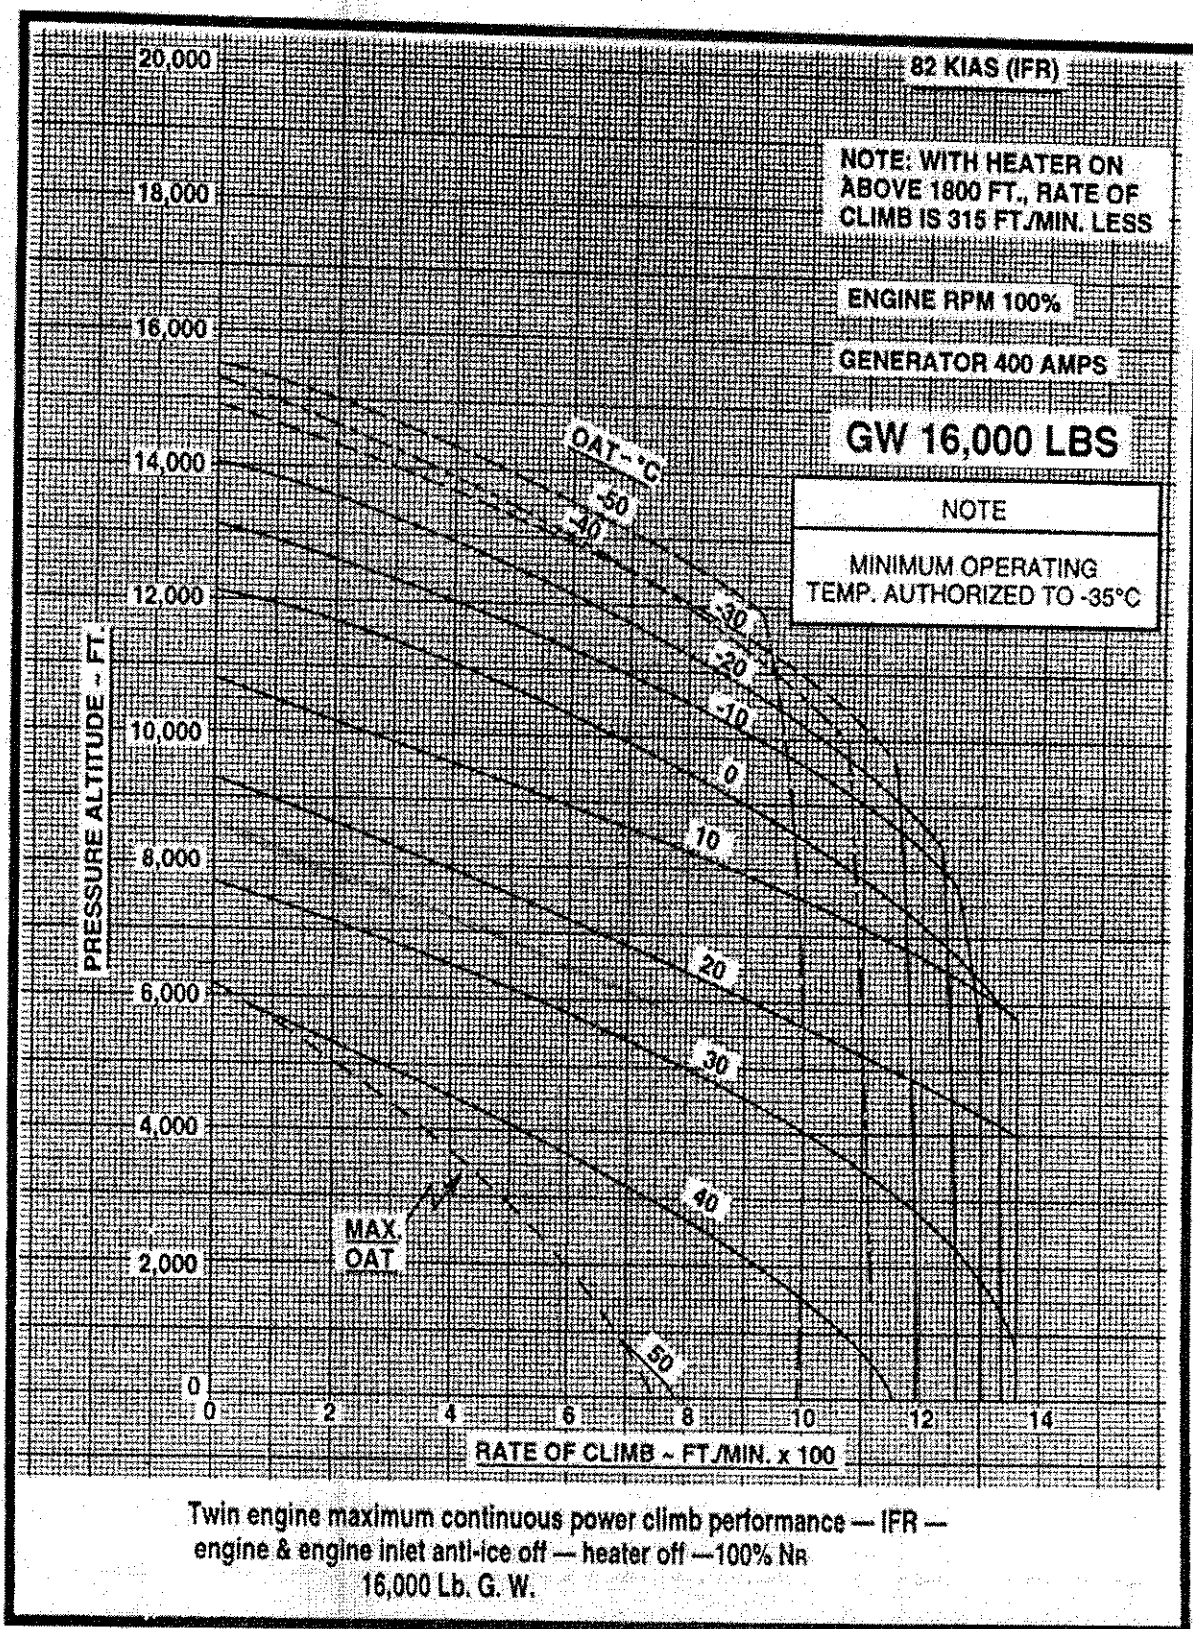 20,000
82 KIAS (IFR)
NOTE: WITH HEATER ON
ABOVE 1800 FT., RATE OF
CLIMB IS 315 FT./MIN. LESS
18,000
ENGINE RPM 100%
16,000
GENERATOR 400 AMPS
GW 16,000 LBS
OAT ~ °C
14,000
-50
-40
NOTE
MINIMUM OPERATING
TEMP. AUTHORIZED TO -35°C
12,000
-30
-20
-10
PRESSURE ALTITUDE ~ FT.
10,000
0
10
8,000
20
6,000
30
4,000
40
MAX.
OAT
2,000
50
0
0 2 4 6 8 10 12 14
RATE OF CLIMB ~ FT./MIN. x 100
Twin engine maximum continuous power climb performance — IFR —
engine & engine inlet anti-ice off — heater off —100% NR
16,000 Lb. G. W.